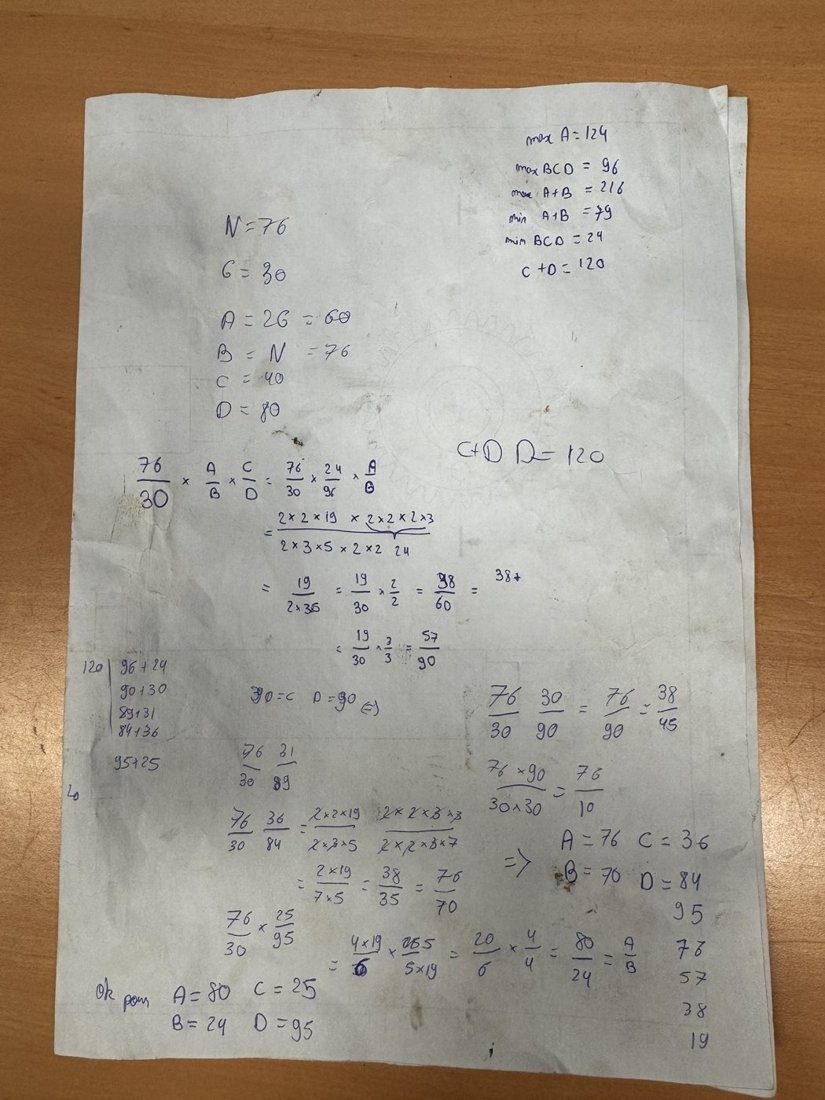 max A = 124
max BCD = 96
max A+B = 216
min A+B = 79
min BCD = 24
C+D = 120
N = 76
G = 30
A = 2G = 60
B = N = 76
C = 40
D = 80
C+D D = 120
76/30 × A/B × C/D = 76/30 × 24/96 × A/B
= 2×2×19 × 2×2×2×3 / 2×3×5×2×2 24
= 19/2×36 = 19/30 × 2/2 = 38/60 = 38+
= 19/30 × 3/3 = 57/90
120 | 96+24
90+30
89+31
84+36
95+25
30=C D=90 (=)
76/30 30/90 = 76/90 = 38/45
76/30 31/89
76×90/30×30 = 76/10
20
76/30 36/84 = 2×2×19/2×3×5 2×2×3×3/2×2×3×7
= 2×19/7×5 = 38/35 = 76/70
=> A = 76 C = 36
B = 70 D = 84
95
76
57
38
19
76/30 × 25/95
= 4×19/6 × 5/5×19 = 20/6 × 4/4 = 80/24 = A/B
Ok pour A = 80 C = 25
B = 24 D = 95